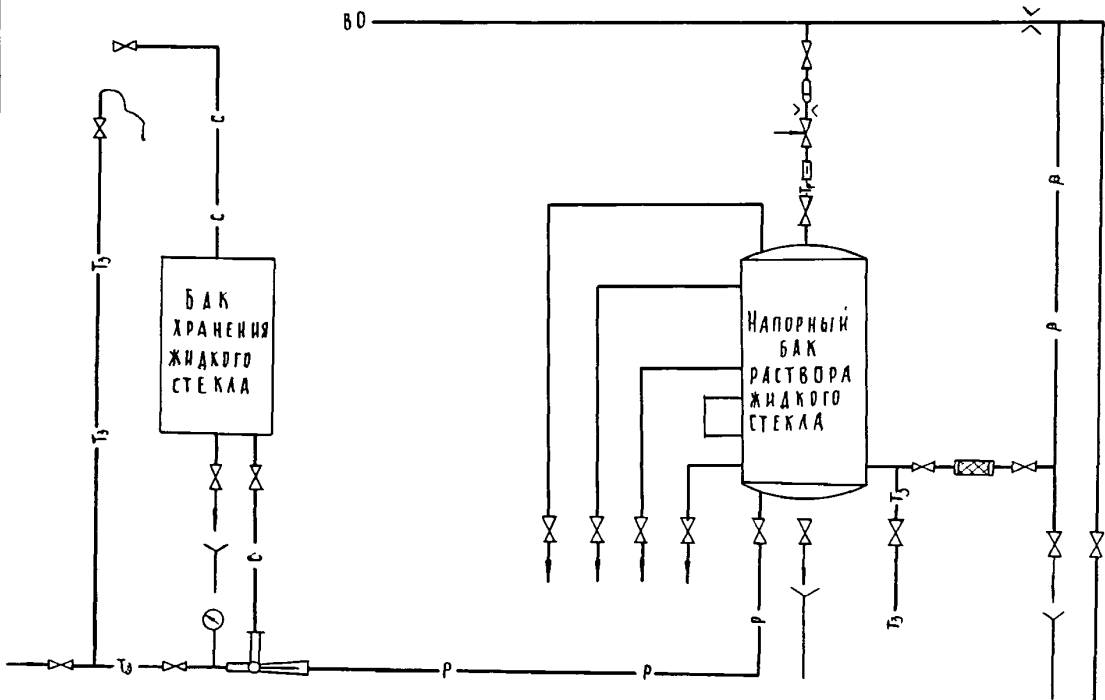 ВО
С
С
Т3
Т3
БАК
ХРАНЕНИЯ
ЖИДКОГО
СТЕКЛА
С
Т3
Р
Р
Р
НАПОРНЫЙ
БАК
РАСТВОРА
ЖИДКОГО
СТЕКЛА
Р
Р
Т3
Т3